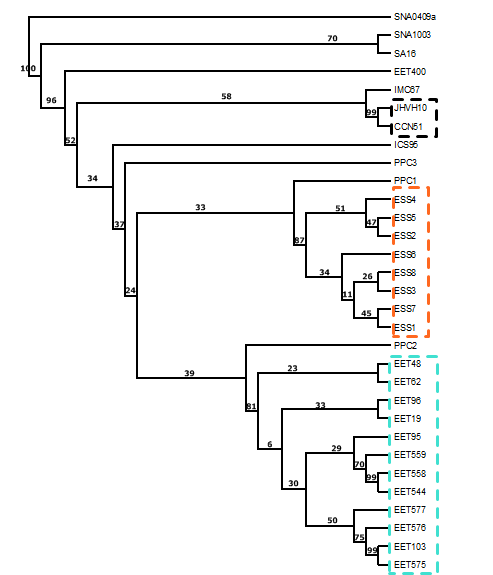 SNA0409a
SNA1003
70
SA16
100
EET400
96
IMC67
58
JHVH10
99
CCN51
52
ICS95
PPC3
34
PPC1
ESS4
33
51
ESS5
37
47
ESS2
87
ESS6
34
26
ESS8
24
11
ESS3
ESS7
45
ESS1
PPC2
EET48
39
23
EET62
EET96
81
33
EET19
EET95
6
29
EET559
70
EET558
99
30
EET544
EET577
50
EET576
75
EET103
99
EET575